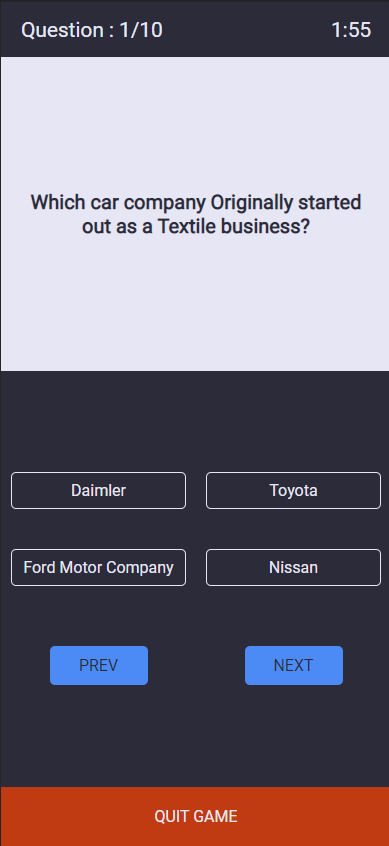 Question : 1/10
1:55
Which car company Originally started
out as a Textile business?
Daimler
Toyota
Ford Motor Company
Nissan
PREV
NEXT
QUIT GAME